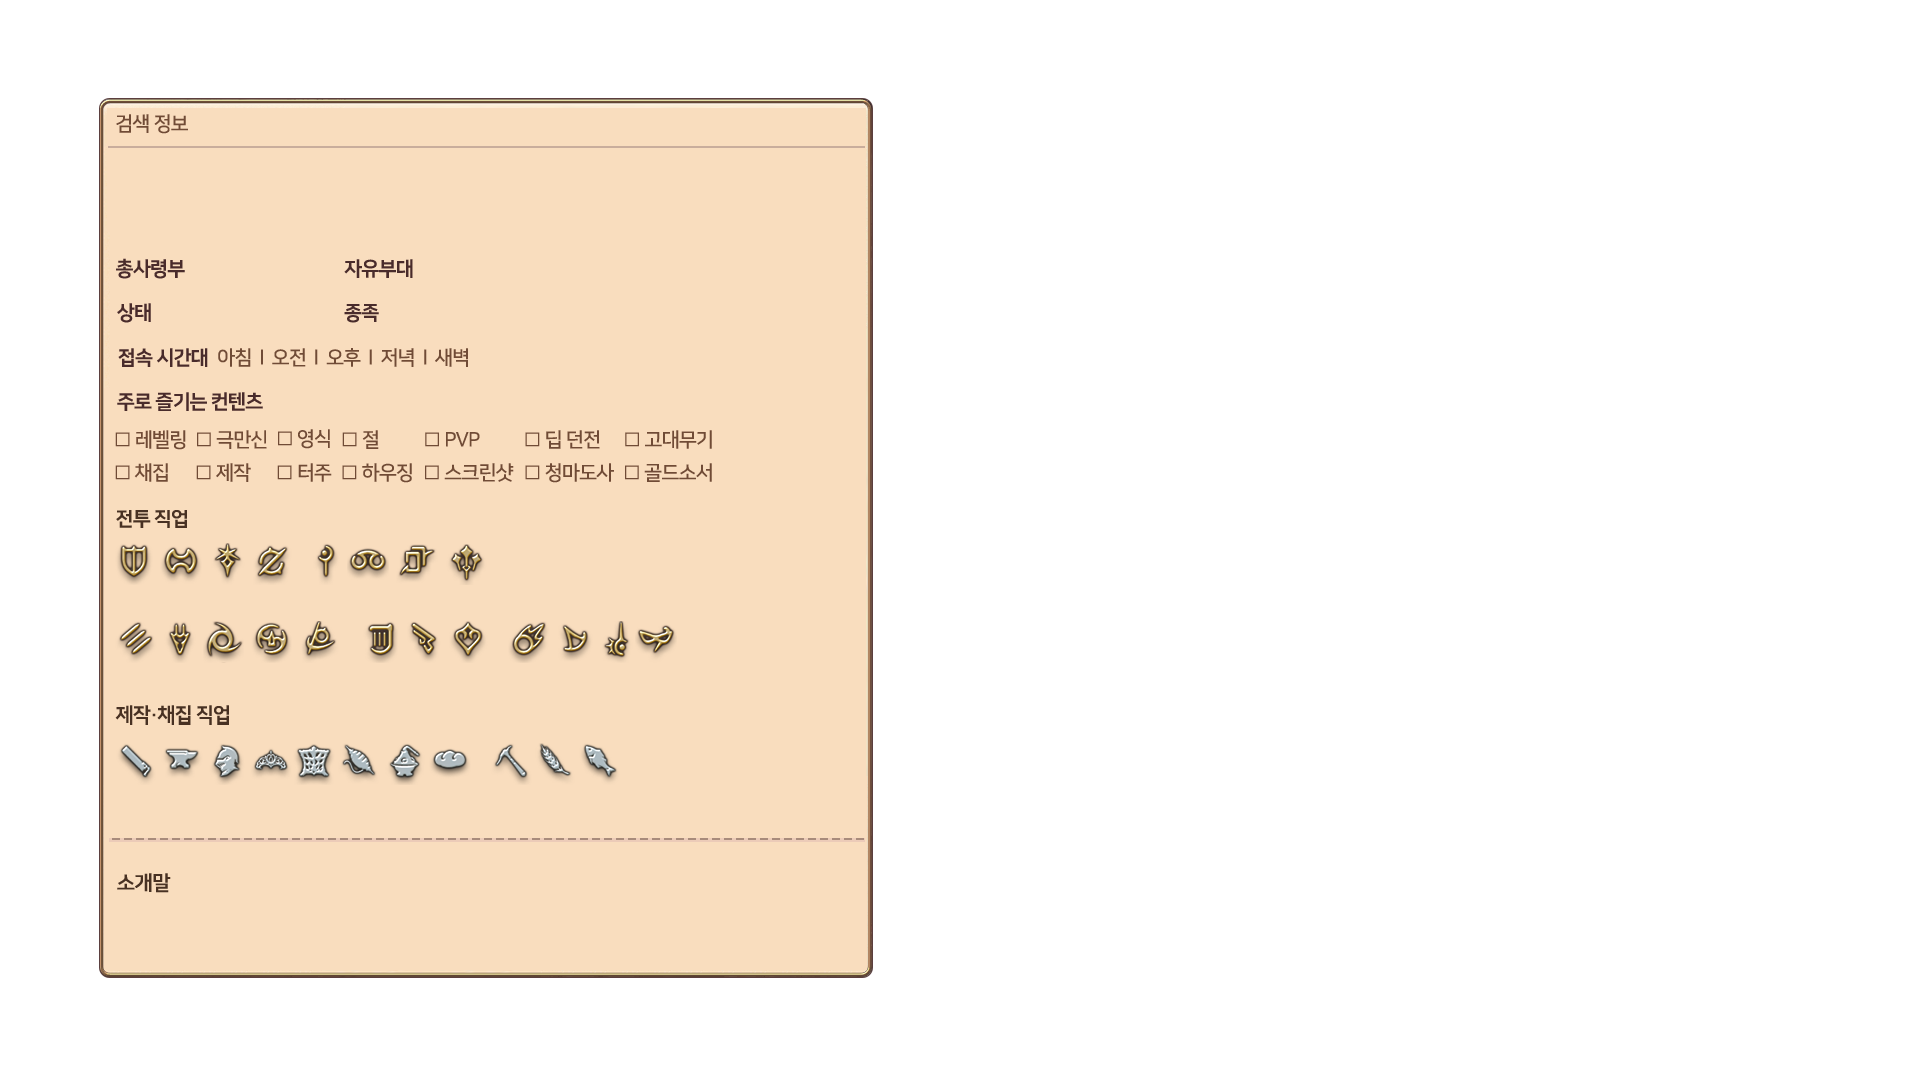 검색 정보
총사령부 자유부대
상태 종족
접속 시간대 아침 | 오전 | 오후 | 저녁 | 새벽
주로 즐기는 컨텐츠
□ 레벨링 □ 극만신 □ 영식 □ 절 □ PVP □ 딥 던전 □ 고대무기
□ 채집 □ 제작 □ 터주 □ 하우징 □ 스크린샷 □ 청마도사 □ 골드소서
전투 직업
제작·채집 직업
소개말